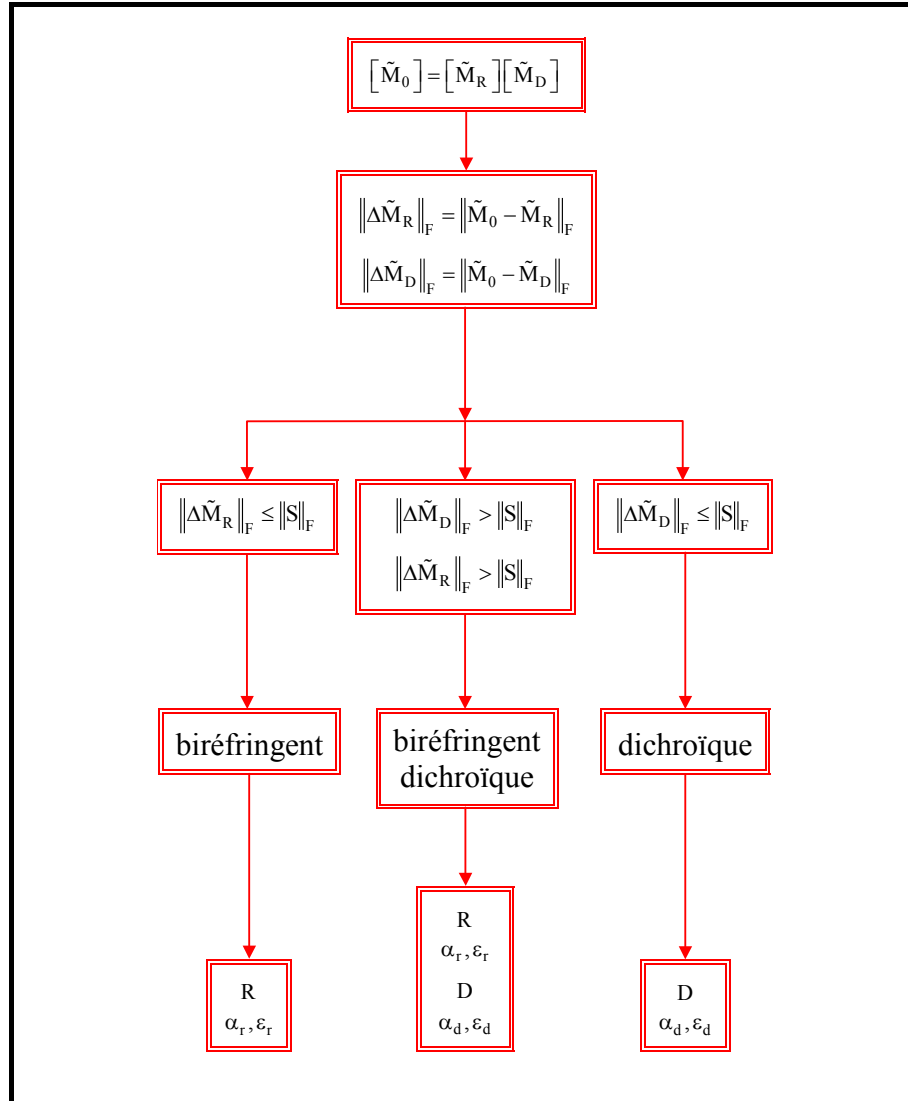 [M̃₀]=[M̃_R][M̃_D]
‖ΔM̃_R‖_F = ‖M̃₀ − M̃_R‖_F
‖ΔM̃_D‖_F = ‖M̃₀ − M̃_D‖_F
‖ΔM̃_R‖_F ≤ ‖S‖_F
‖ΔM̃_D‖_F > ‖S‖_F
‖ΔM̃_R‖_F > ‖S‖_F
‖ΔM̃_D‖_F ≤ ‖S‖_F
biréfringent
biréfringent
dichroïque
dichroïque
R
α_r, ε_r
R
α_r, ε_r
D
α_d, ε_d
D
α_d, ε_d